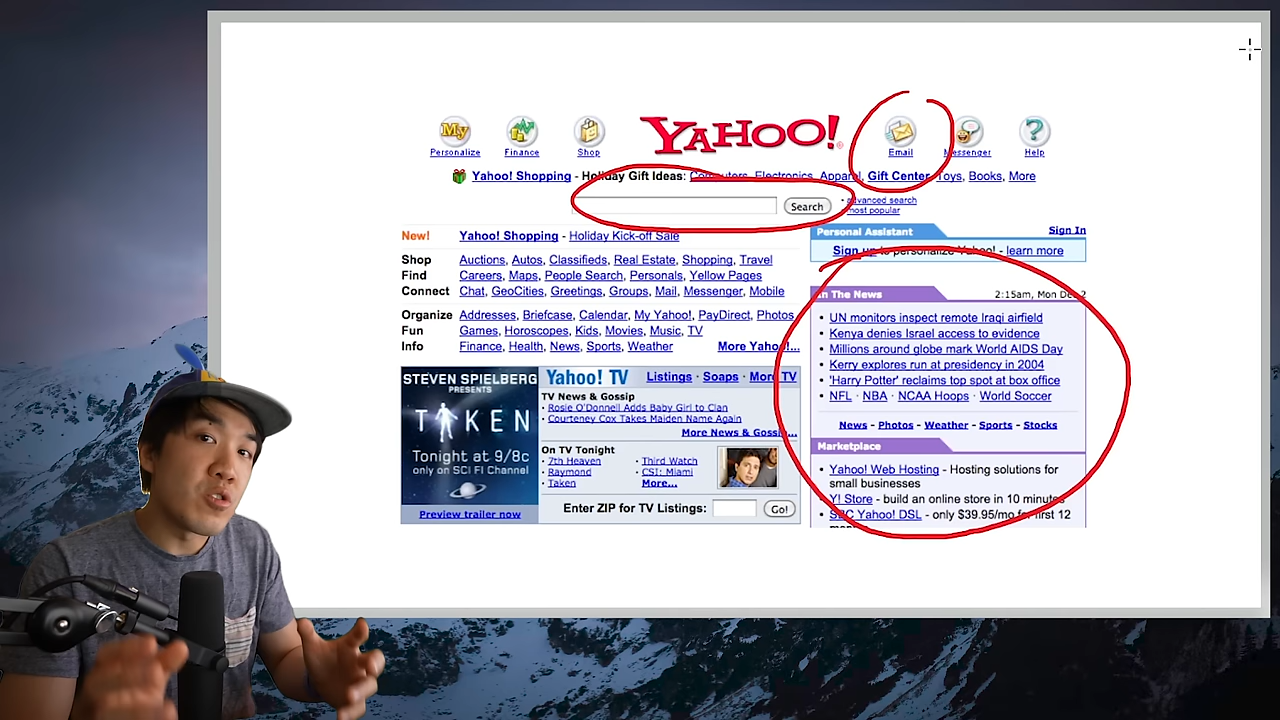 My
YAHOO!
?
Personalize Finance Shop Email Messenger Help
Yahoo! Shopping - Holiday Gift Ideas: Computers, Electronics, Apparel, Gift Center, Toys, Books, More
Search
· advanced search
· most popular
New! Yahoo! Shopping - Holiday Kick-off Sale
Shop Auctions, Autos, Classifieds, Real Estate, Shopping, Travel
Find Careers, Maps, People Search, Personals, Yellow Pages
Connect Chat, GeoCities, Greetings, Groups, Mail, Messenger, Mobile
Organize Addresses, Briefcase, Calendar, My Yahoo!, PayDirect, Photos
Fun Games, Horoscopes, Kids, Movies, Music, TV
Info Finance, Health, News, Sports, Weather More Yahoo!...
STEVEN SPIELBERG
PRESENTS
TAKEN
Tonight at 9/8c
only on SCI FI Channel
Preview trailer now
Yahoo! TV Listings · Soaps · More TV
TV News & Gossip
· Rosie O'Donnell Adds Baby Girl to Clan
· Courteney Cox Takes Maiden Name Again
More News & Gossip...
On TV Tonight
· 7th Heaven · Third Watch
· Raymond · CSI: Miami
· Taken More...
Enter ZIP for TV Listings: Go!
Personal Assistant Sign In
Sign up to personalize Yahoo! - learn more
In The News 2:15am, Mon Dec 2
• UN monitors inspect remote Iraqi airfield
• Kenya denies Israel access to evidence
• Millions around globe mark World AIDS Day
• Kerry explores run at presidency in 2004
• 'Harry Potter' reclaims top spot at box office
• NFL · NBA · NCAA Hoops · World Soccer
News - Photos - Weather - Sports - Stocks
Marketplace
• Yahoo! Web Hosting - Hosting solutions for
small businesses
• Y! Store - build an online store in 10 minutes
• SBC Yahoo! DSL - only $39.95/mo for first 12